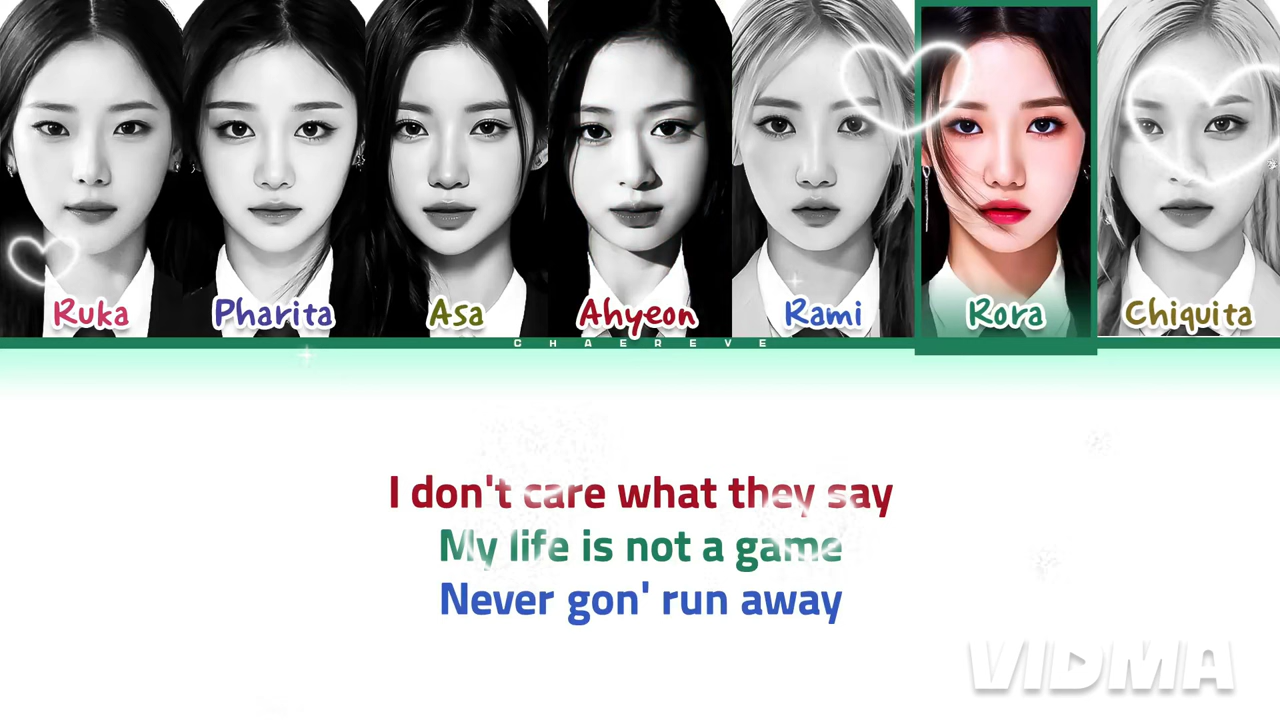 Ruka Pharita Asa Ahyeon Rami Rora Chiquita
CHAEREVE
I don't care what they say
My life is not a game
Never gon' run away
VIDMA